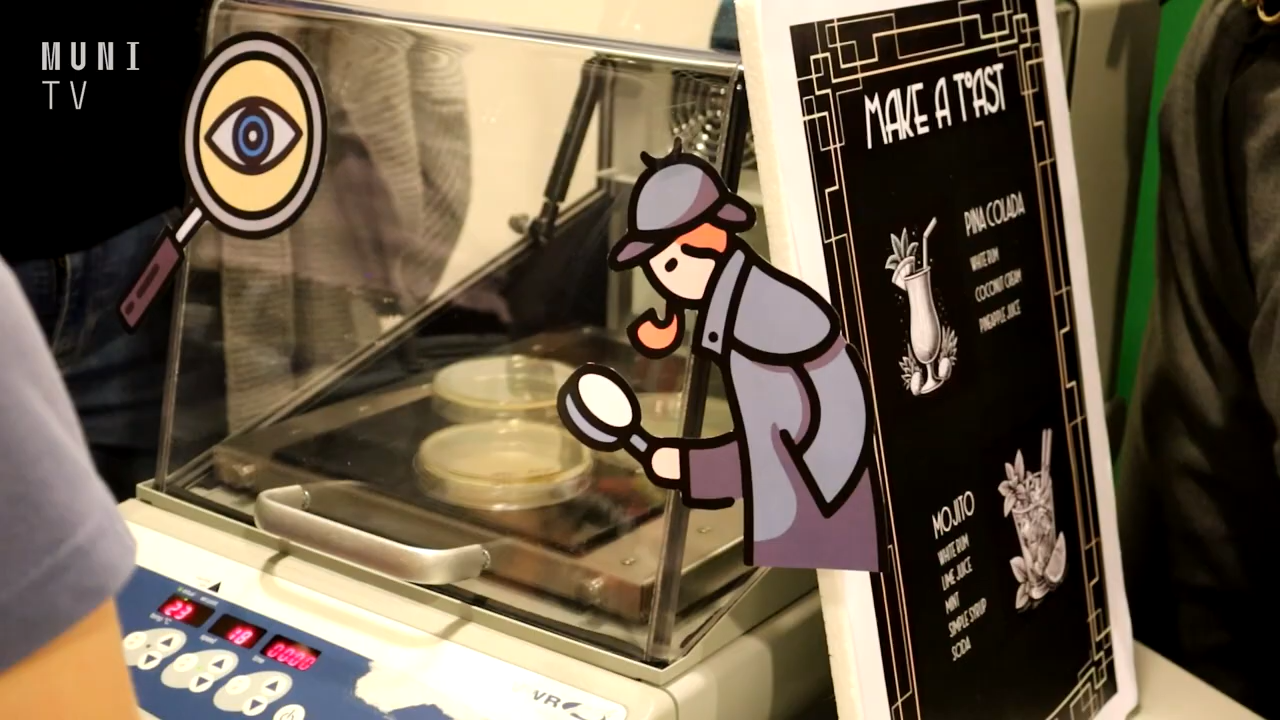 MUNI
TV
MAKE A TOAST
PINA COLADA
WHITE RUM
COCONUT CREAM
PINEAPPLE JUICE
MOJITO
WHITE RUM
LIME JUICE
MINT
SIMPLE SYRUP
SODA
23
18
0000